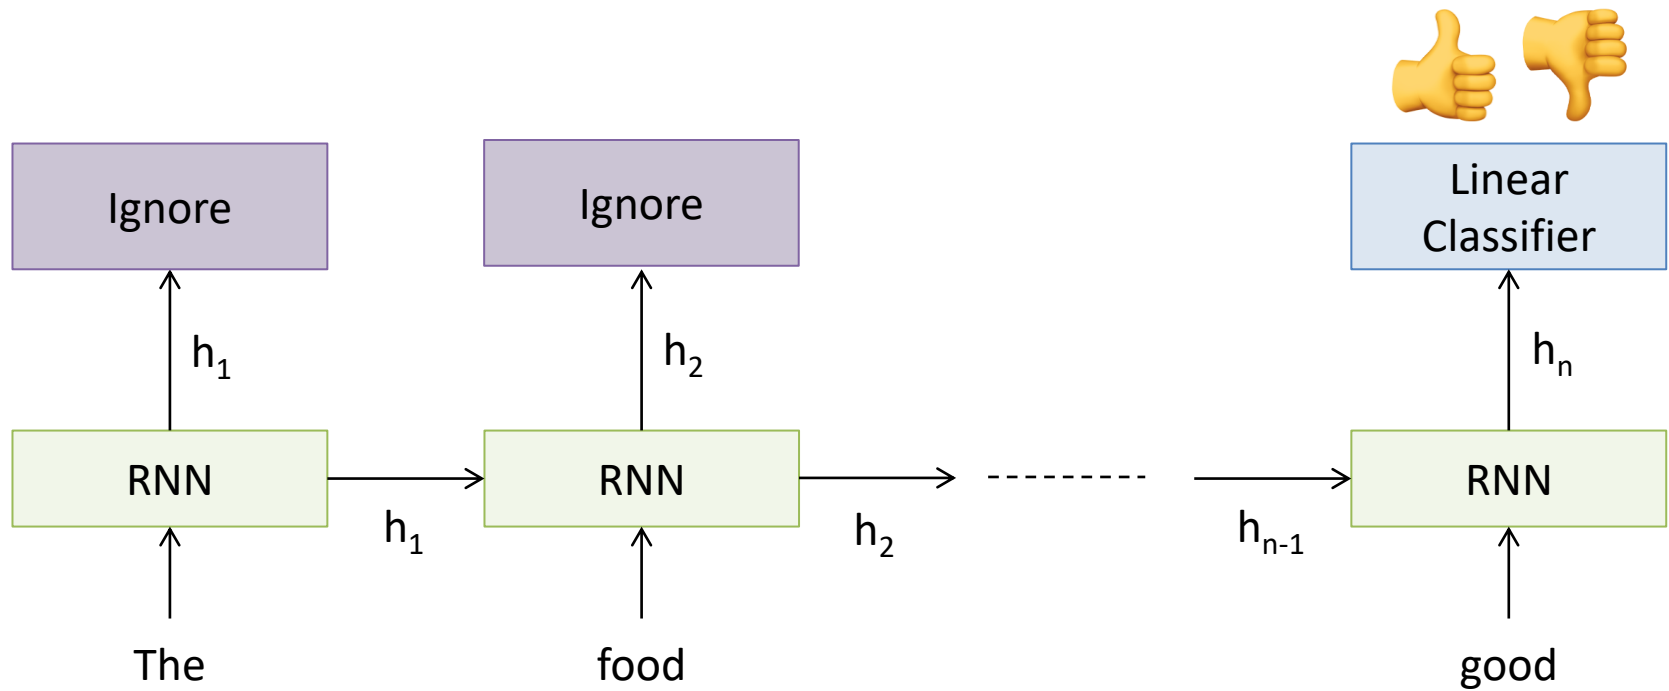 Ignore
Ignore
Linear
Classifier
h₁
h₂
hₙ
RNN
RNN
RNN
h₁
h₂
hₙ₋₁
The
food
good